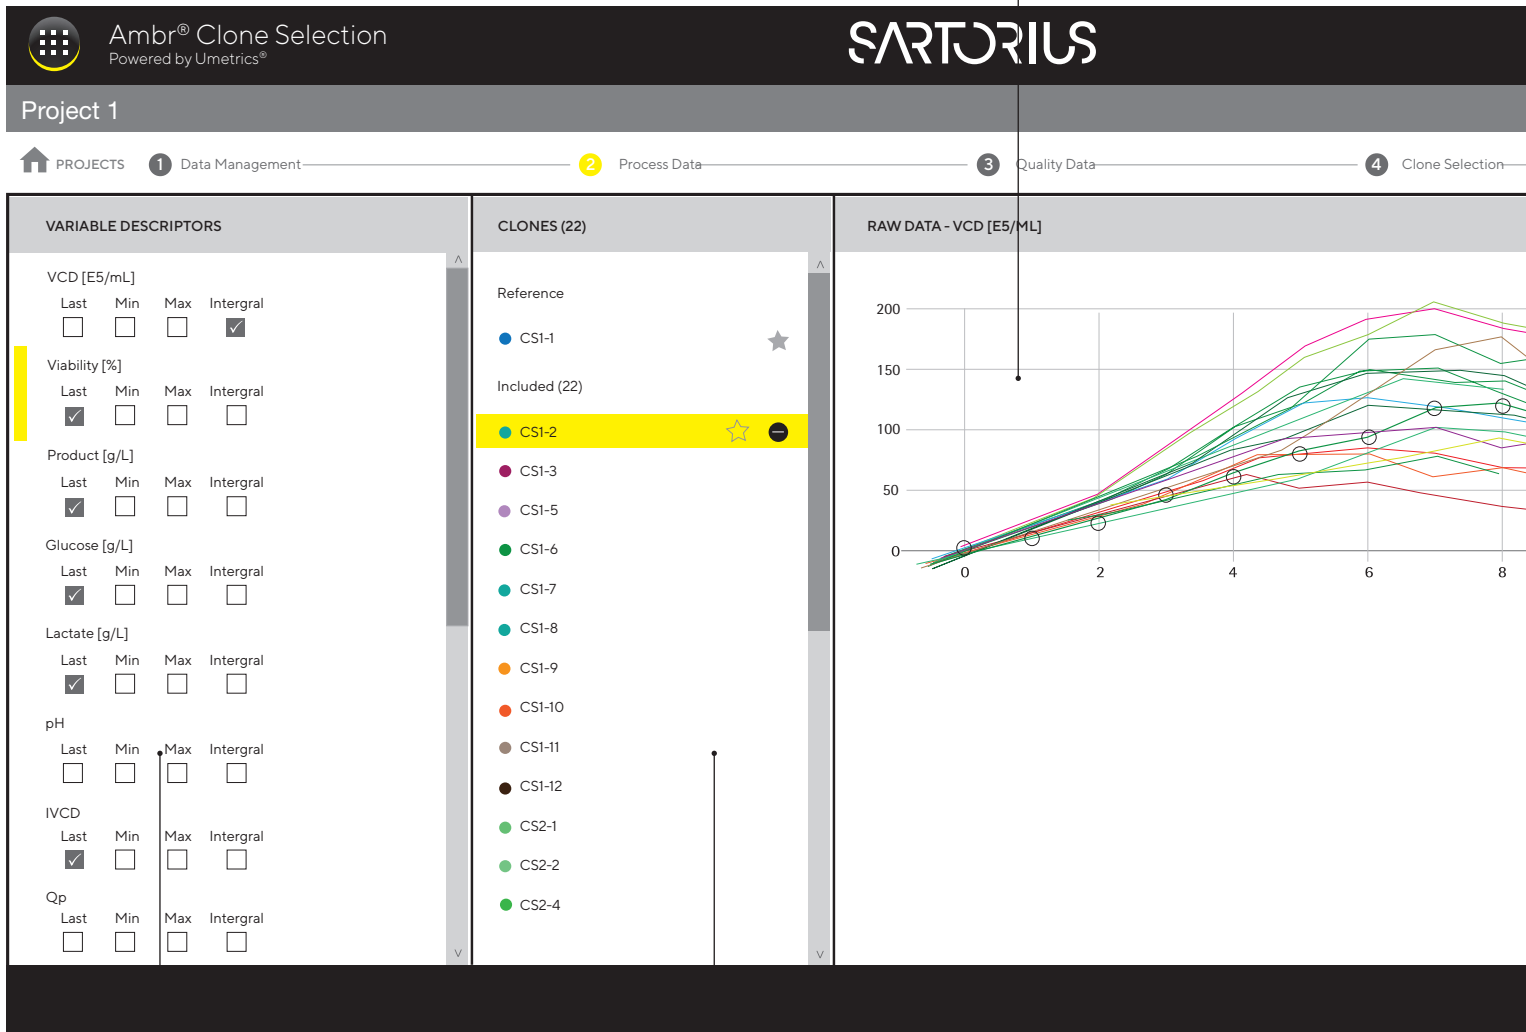 Ambr® Clone Selection
Powered by Umetrics®
SARTORIUS
Project 1
PROJECTS
1 Data Management
2 Process Data
3 Quality Data
4 Clone Selection
VARIABLE DESCRIPTORS
VCD [E5/mL]
Last Min Max Intergral
Viability [%]
Last Min Max Intergral
Product [g/L]
Last Min Max Intergral
Glucose [g/L]
Last Min Max Intergral
Lactate [g/L]
Last Min Max Intergral
pH
Last Min Max Intergral
IVCD
Last Min Max Intergral
Qp
Last Min Max Intergral
CLONES (22)
Reference
CS1-1
Included (22)
CS1-2
CS1-3
CS1-5
CS1-6
CS1-7
CS1-8
CS1-9
CS1-10
CS1-11
CS1-12
CS2-1
CS2-2
CS2-4
RAW DATA - VCD [E5/ML]
200
150
100
50
0
0 2 4 6 8